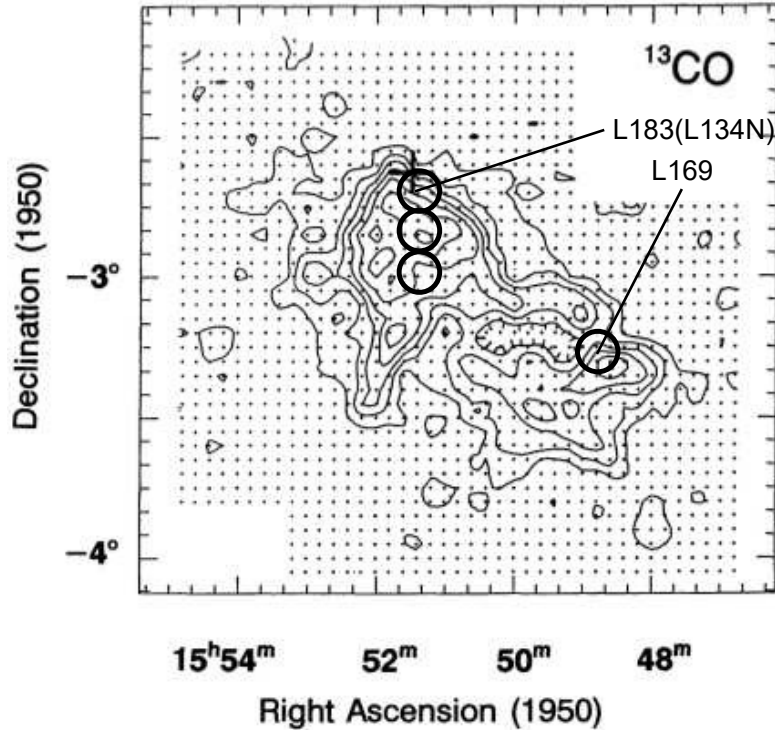 ¹³CO
L183(L134N)
L169
Declination (1950)
−3°
−4°
15ʰ54ᵐ 52ᵐ 50ᵐ 48ᵐ
Right Ascension (1950)